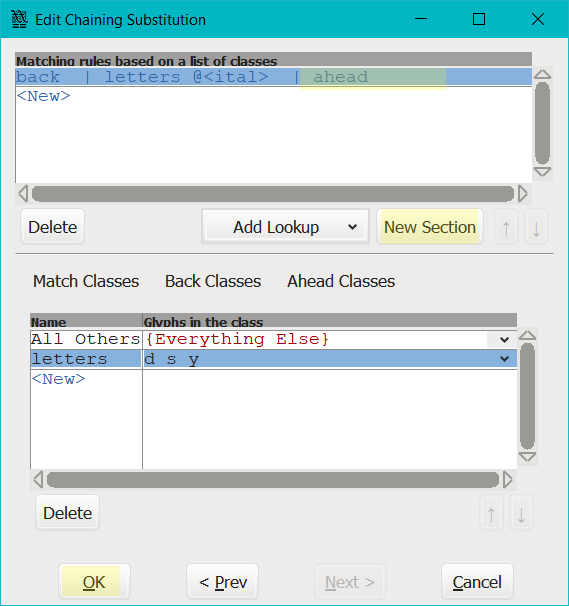 Edit Chaining Substitution
Matching rules based on a list of classes
back | letters @<ital> | ahead
<New>
Delete Add Lookup New Section ↑ ↓
Match Classes Back Classes Ahead Classes
Name Glyphs in the class
All Others {Everything Else}
letters d s y
<New>
Delete ↑ ↓
OK < Prev Next > Cancel